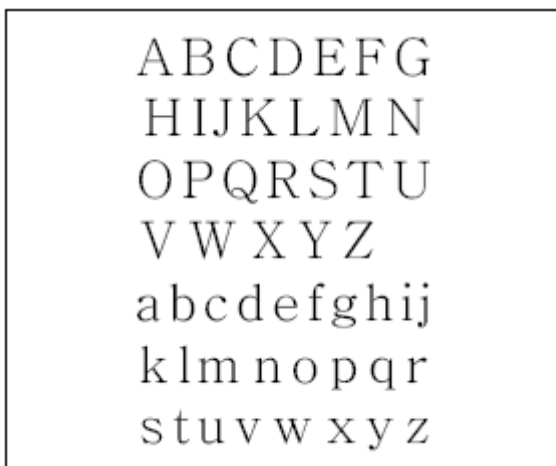 ABCDEFG
HIJKLMN
OPQRSTU
VWXYZ
abcdefghij
klmnopqr
stuvwxyz